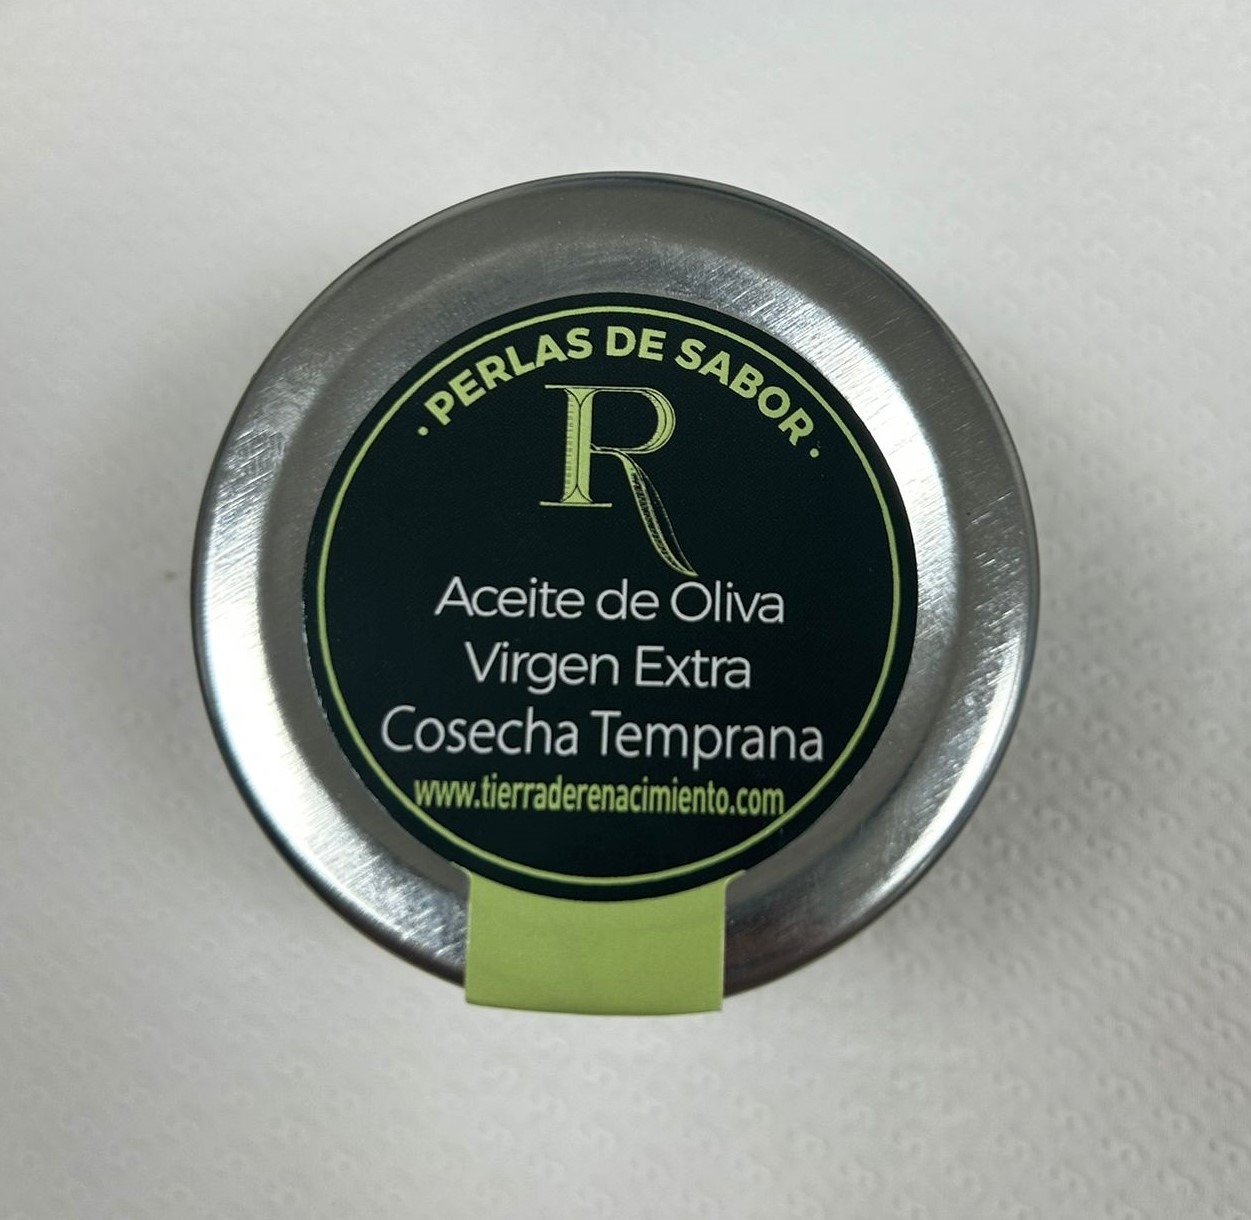 · PERLAS DE SABOR ·
R
Aceite de Oliva
Virgen Extra
Cosecha Temprana
www.tierraderenacimiento.com